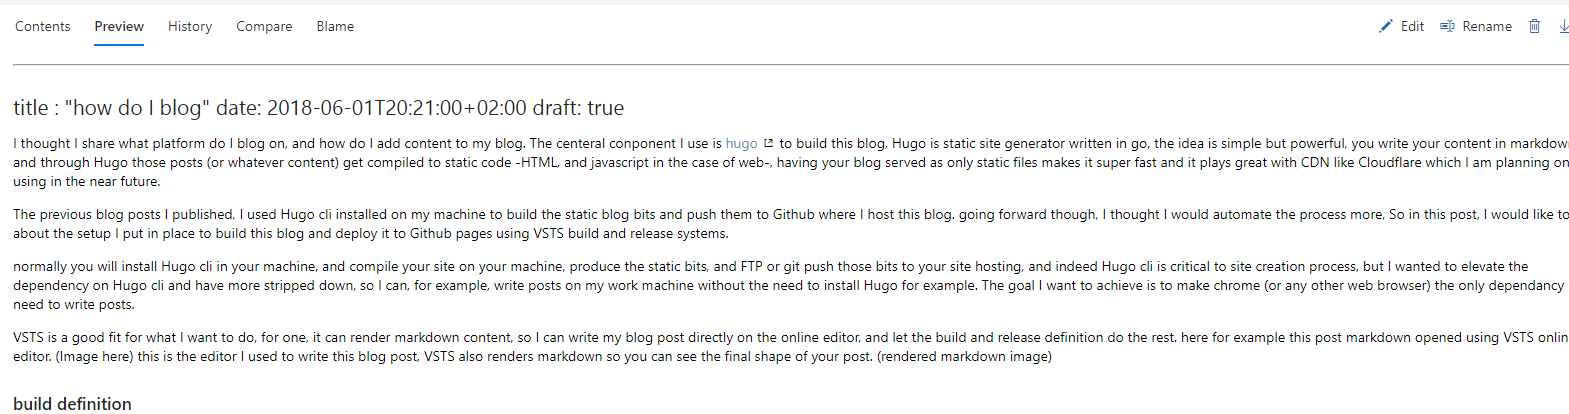 Contents Preview History Compare Blame Edit Rename
title : "how do I blog" date: 2018-06-01T20:21:00+02:00 draft: true
I thought I share what platform do I blog on, and how do I add content to my blog. The centeral conponent I use is hugo to build this blog, Hugo is static site generator written in go, the idea is simple but powerful, you write your content in markdow
and through Hugo those posts (or whatever content) get compiled to static code -HTML, and javascript in the case of web-, having your blog served as only static files makes it super fast and it plays great with CDN like Cloudflare which I am planning on
using in the near future.
The previous blog posts I published, I used Hugo cli installed on my machine to build the static blog bits and push them to Github where I host this blog. going forward though, I thought I would automate the process more, So in this post, I would like to
about the setup I put in place to build this blog and deploy it to Github pages using VSTS build and release systems.
normally you will install Hugo cli in your machine, and compile your site on your machine, produce the static bits, and FTP or git push those bits to your site hosting, and indeed Hugo cli is critical to site creation process, but I wanted to elevate the
dependency on Hugo cli and have more stripped down, so I can, for example, write posts on my work machine without the need to install Hugo for example. The goal I want to achieve is to make chrome (or any other web browser) the only dependancy
need to write posts.
VSTS is a good fit for what I want to do, for one, it can render markdown content, so I can write my blog post directly on the online editor, and let the build and release definition do the rest. here for example this post markdown opened using VSTS onlin
editor. (Image here) this is the editor I used to write this blog post, VSTS also renders markdown so you can see the final shape of your post. (rendered markdown image)
build definition